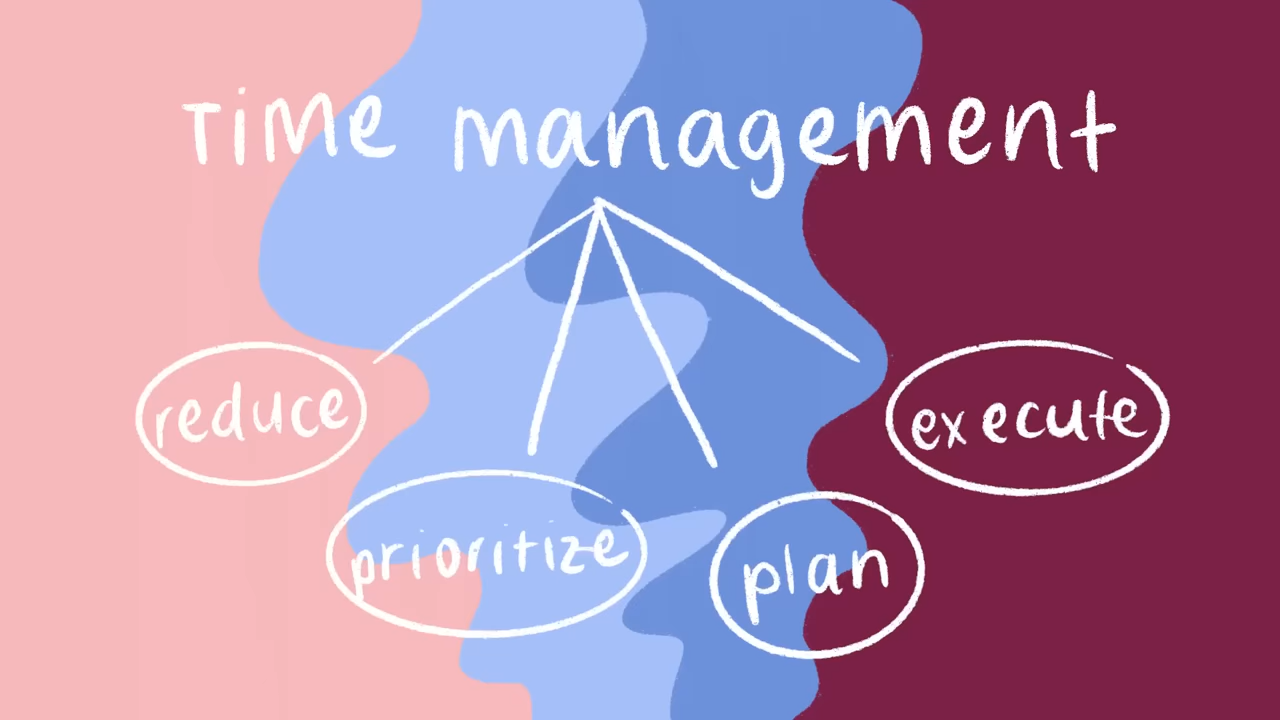 Time management
reduce
prioritize
plan
execute